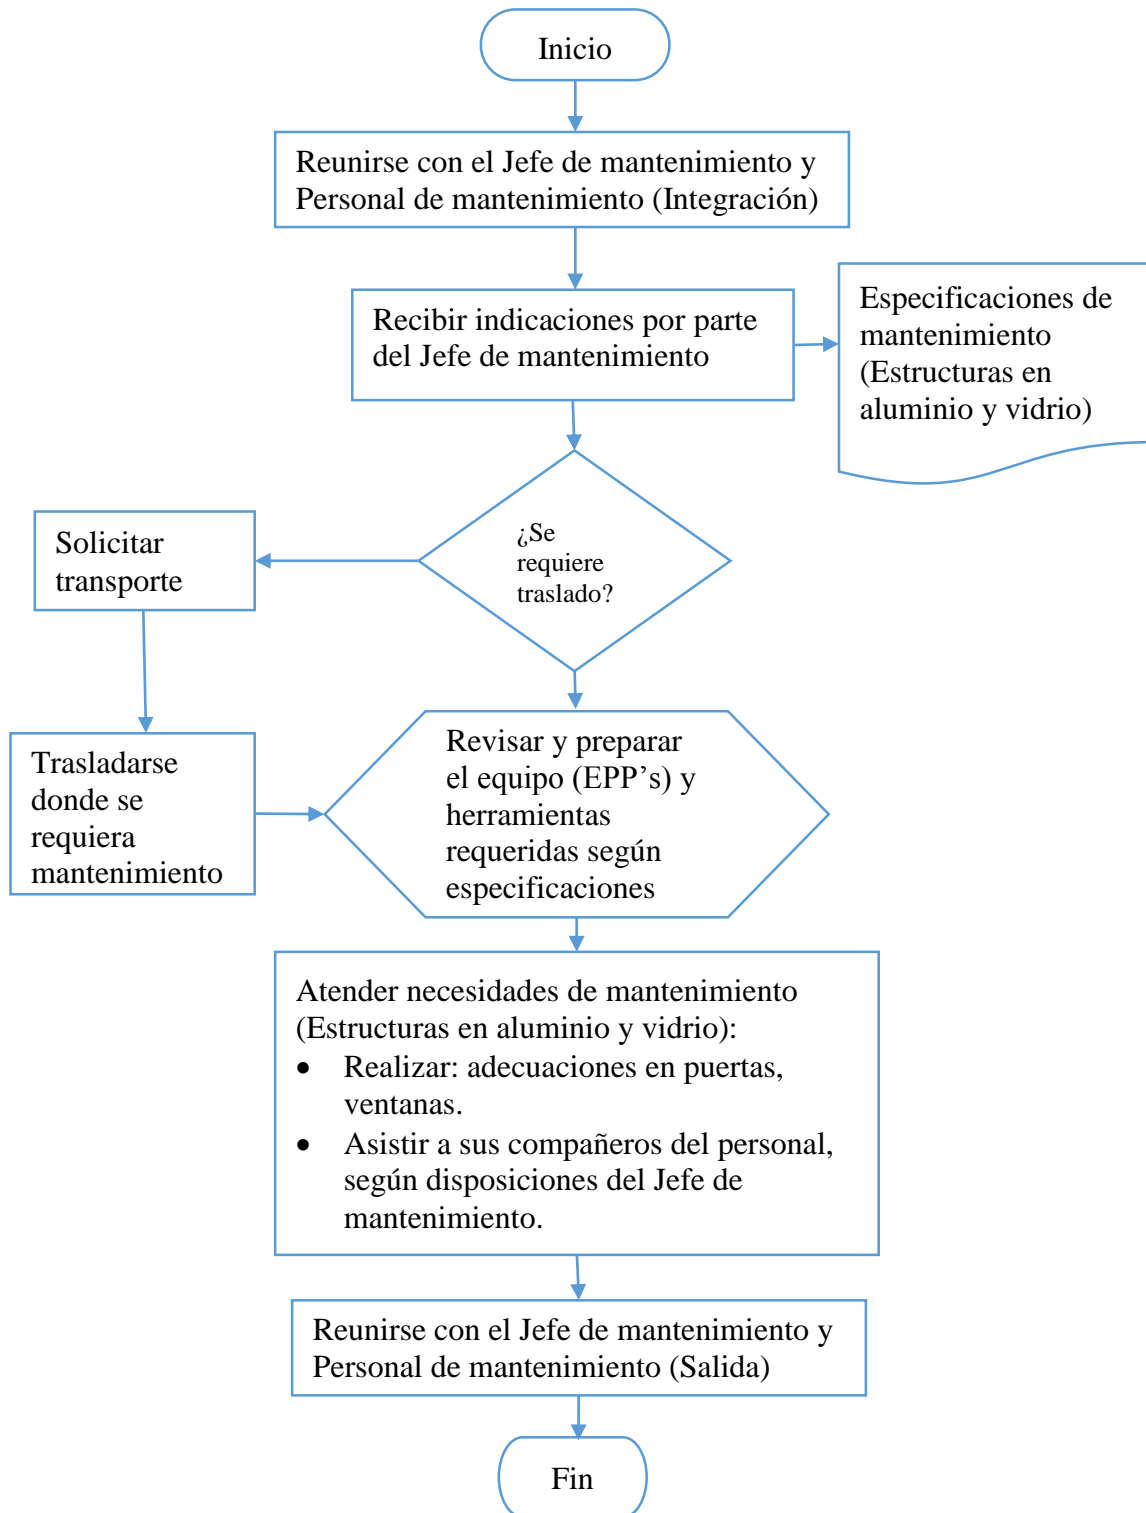 Inicio
Reunirse con el Jefe de mantenimiento y
Personal de mantenimiento (Integración)
Recibir indicaciones por parte
del Jefe de mantenimiento
Especificaciones de
mantenimiento
(Estructuras en
aluminio y vidrio)
¿Se
requiere
traslado?
Solicitar
transporte
Trasladarse
donde se
requiera
mantenimiento
Revisar y preparar
el equipo (EPP’s) y
herramientas
requeridas según
especificaciones
Atender necesidades de mantenimiento
(Estructuras en aluminio y vidrio):
• Realizar: adecuaciones en puertas,
ventanas.
• Asistir a sus compañeros del personal,
según disposiciones del Jefe de
mantenimiento.
Reunirse con el Jefe de mantenimiento y
Personal de mantenimiento (Salida)
Fin